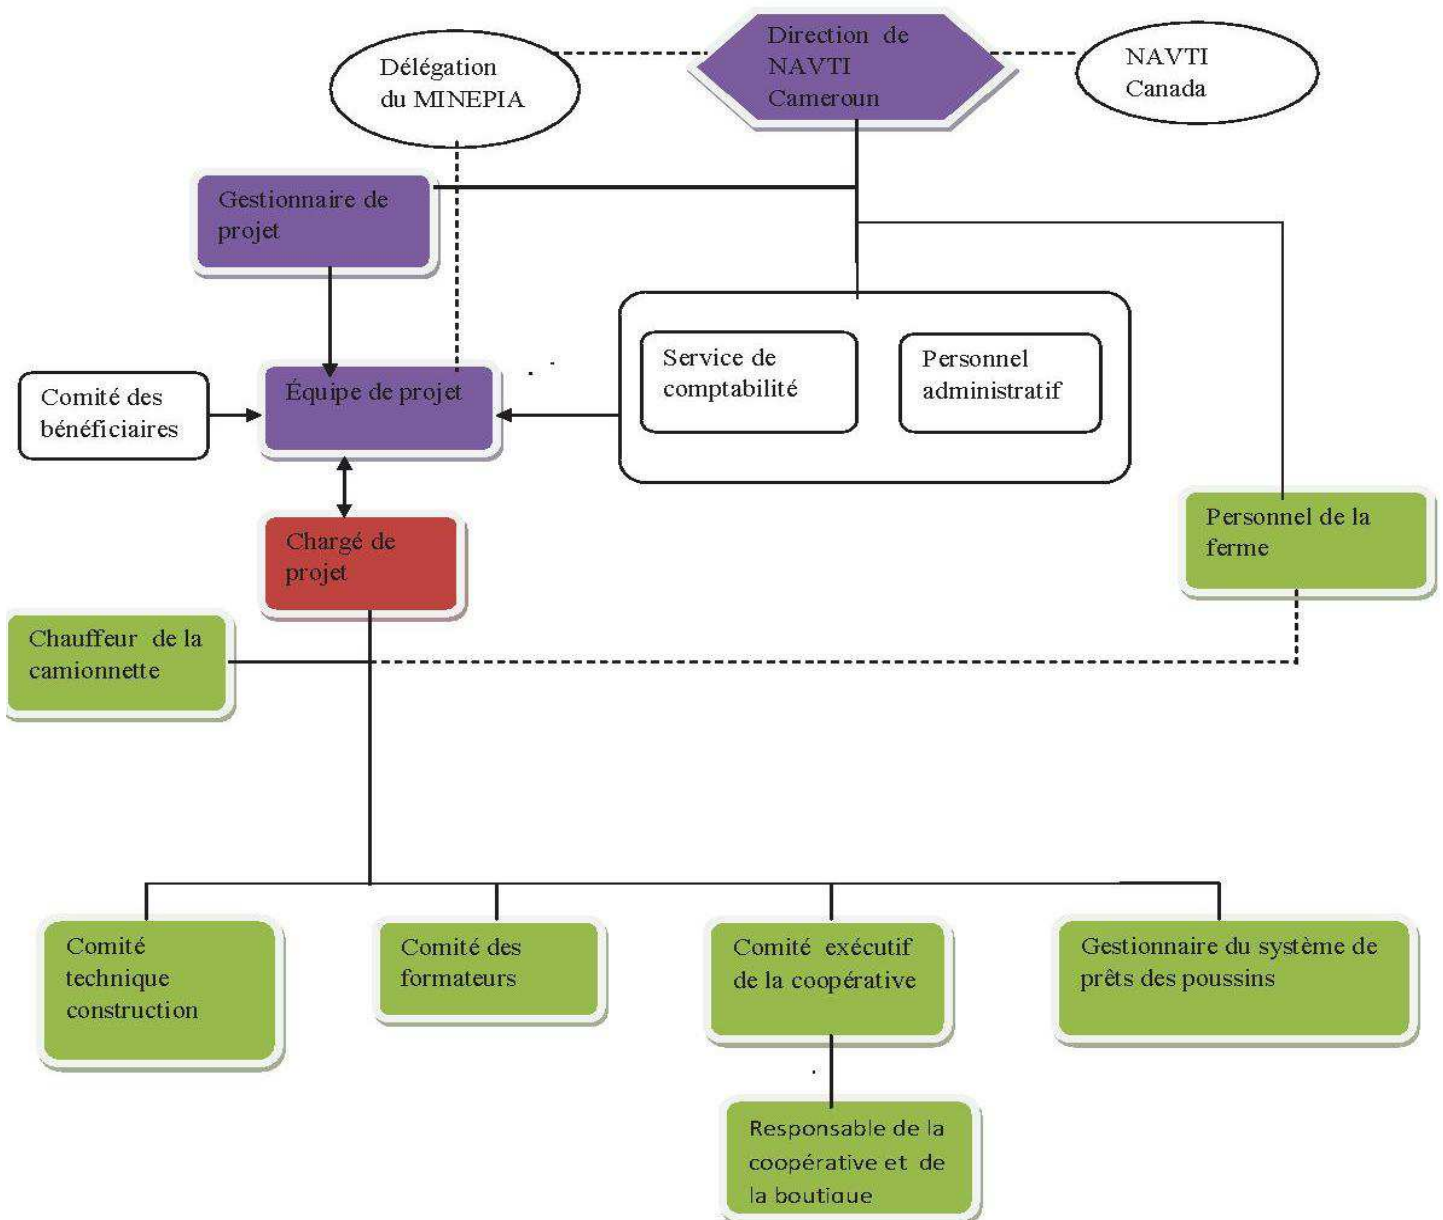 Direction de
NAVTI
Cameroun
Délégation
du MINEPIA
NAVTI
Canada
Gestionnaire de
projet
Service de
comptabilité
Personnel
administratif
Équipe de projet
Comité des
bénéficiaires
Personnel de la
ferme
Chargé de
projet
Chauffeur de la
camionnette
Comité
technique
construction
Comité des
formateurs
Comité exécutif
de la coopérative
Gestionnaire du système de
prêts des poussins
Responsable de la
coopérative et de
la boutique